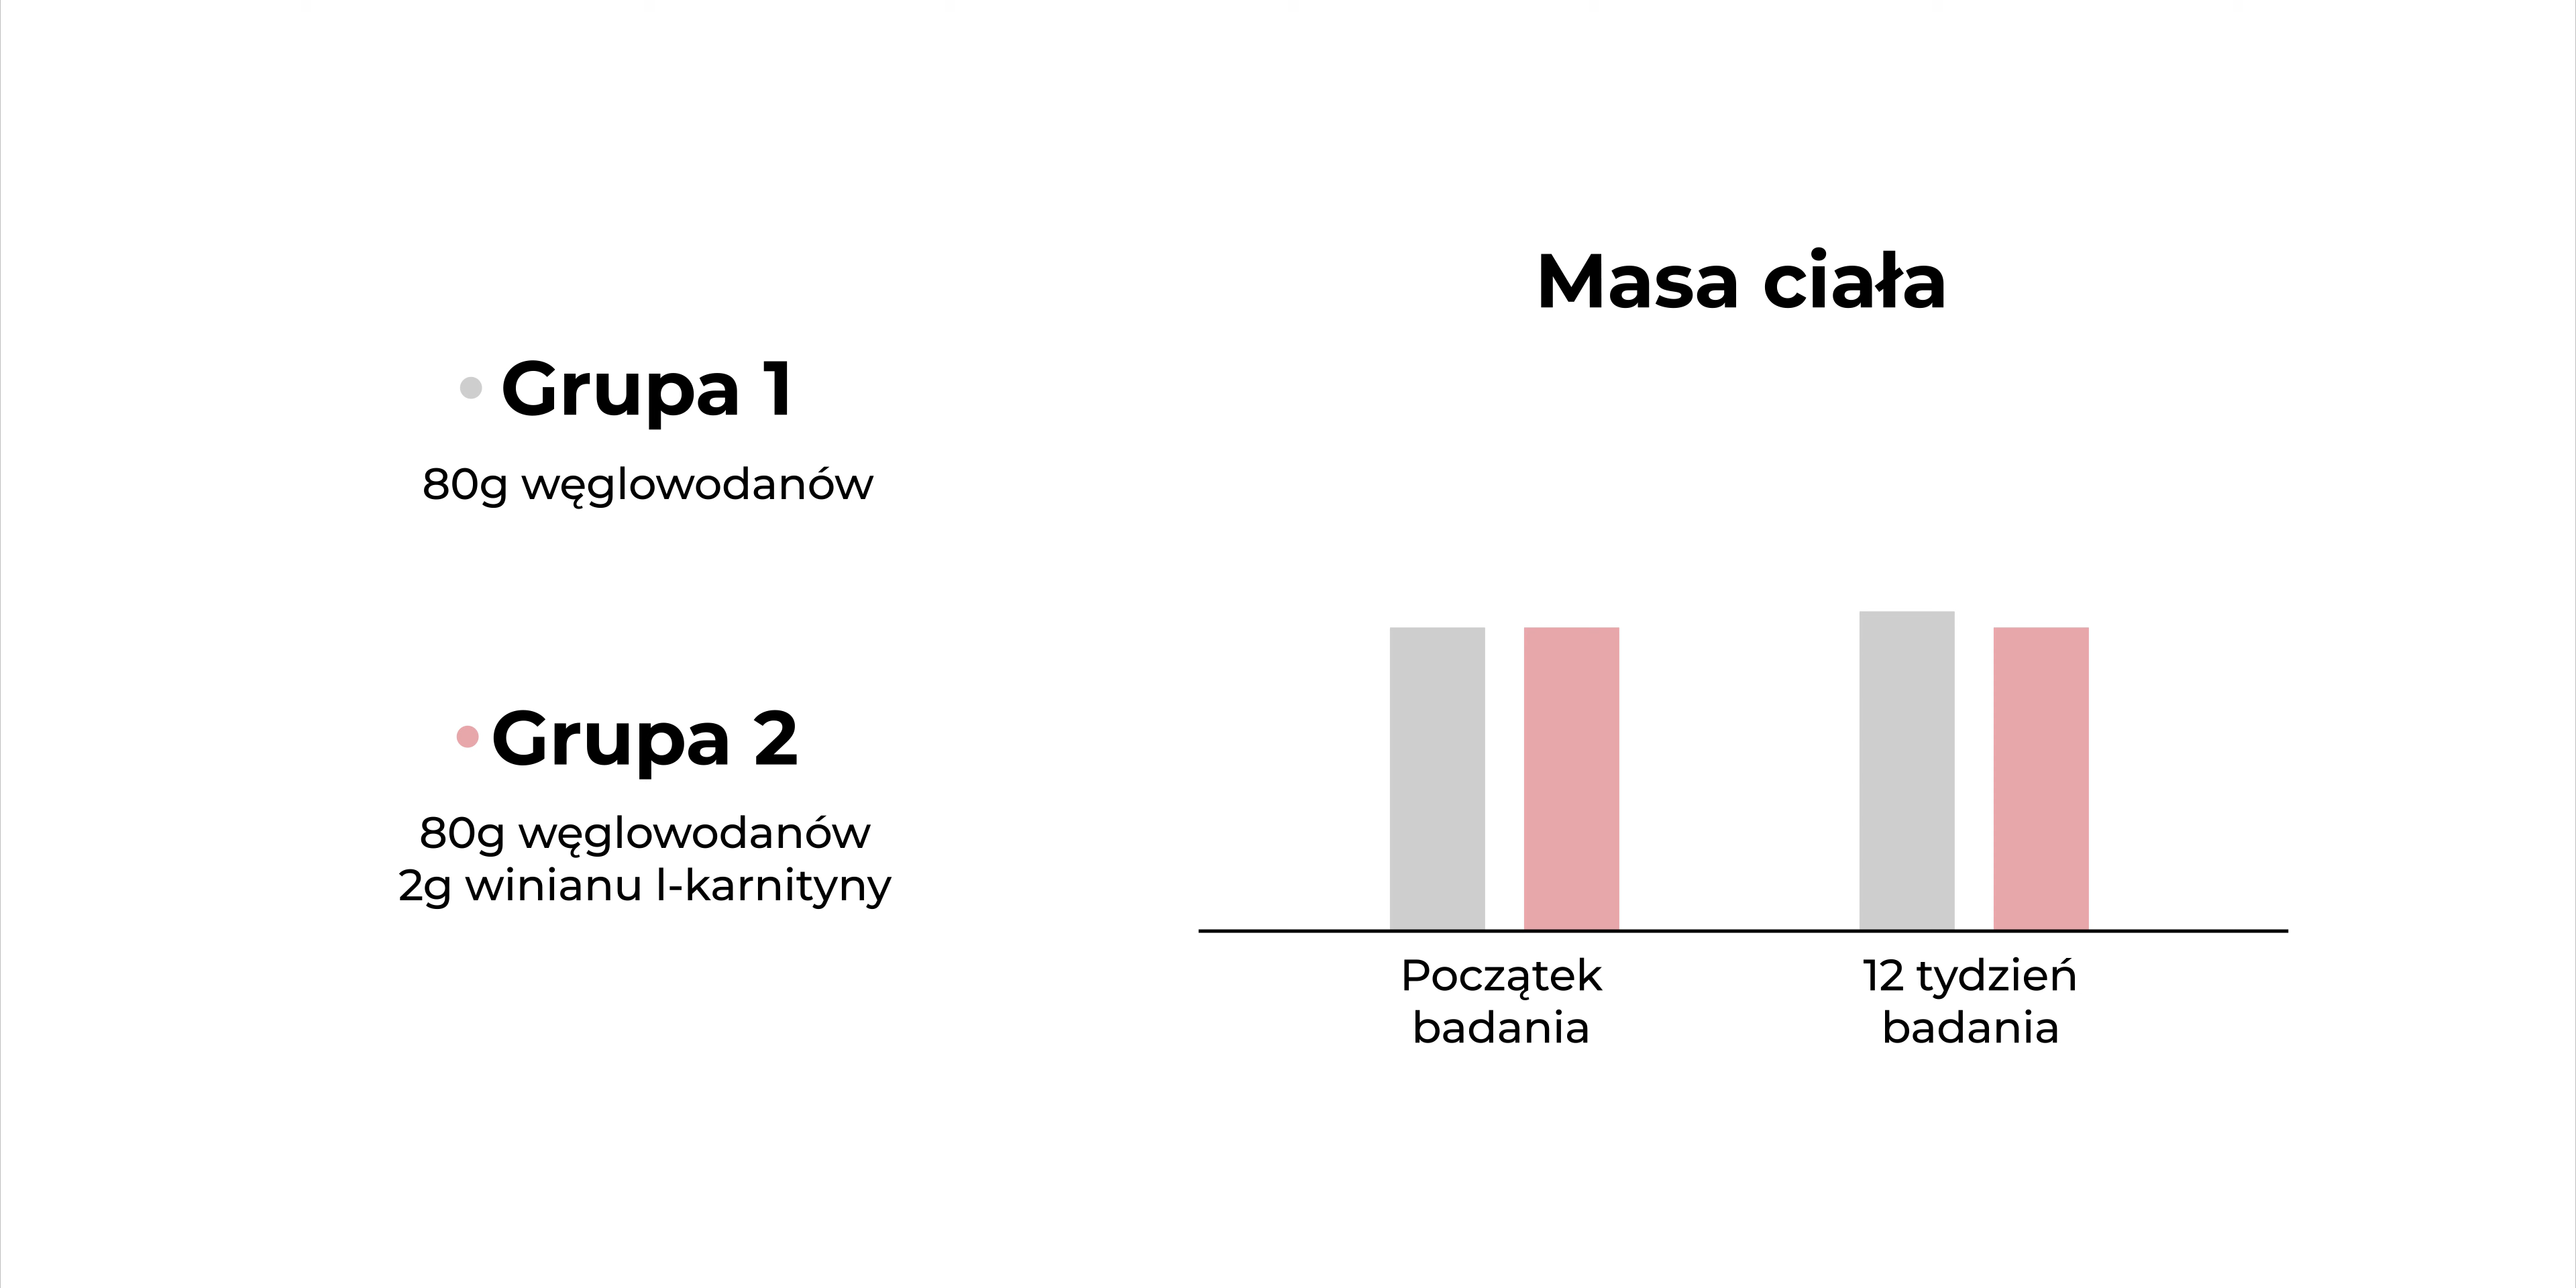 Masa ciała
Grupa 1
80g węglowodanów
Grupa 2
80g węglowodanów
2g winianu l-karnityny
Początek
badania
12 tydzień
badania